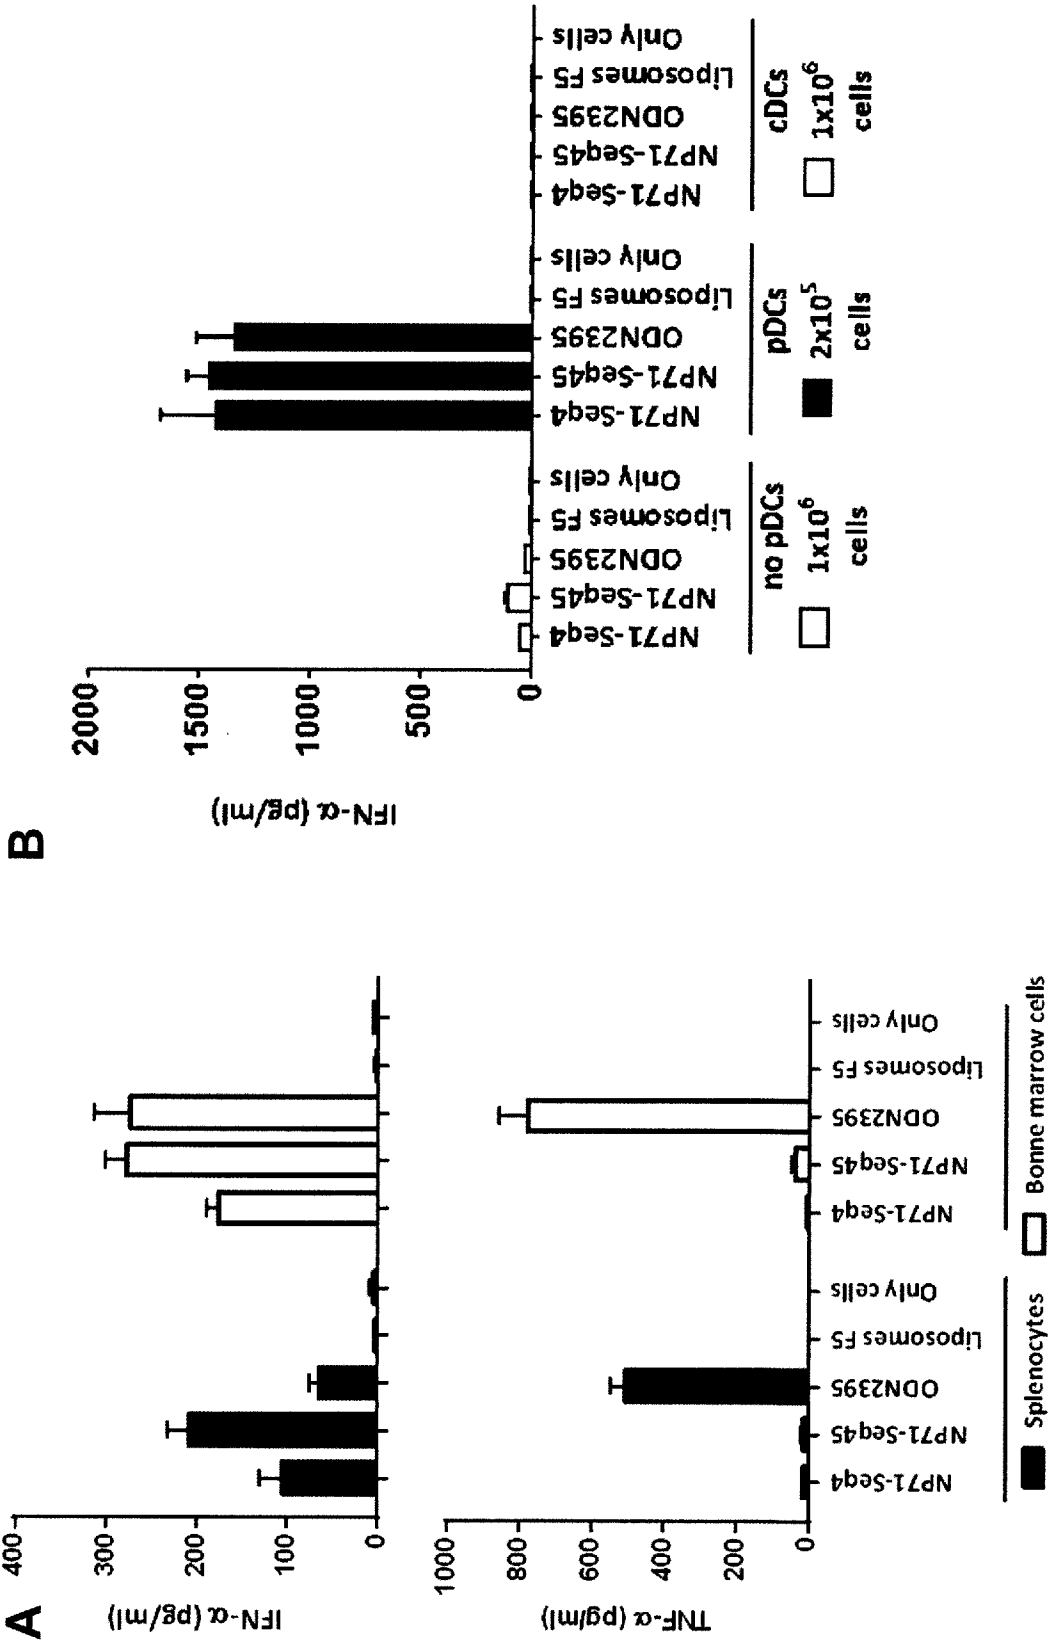 A
IFN-α (pg/ml)
400
300
200
100
0
TNF-α (pg/ml)
1000
800
600
400
200
0
NP71-Seq4
NP71-Seq45
ODN2395
Liposomes F5
Only cells
NP71-Seq4
NP71-Seq45
ODN2395
Liposomes F5
Only cells
Splenocytes
Bonne marrow cells
B
IFN-α (pg/ml)
2000
1500
1000
500
0
NP71-Seq4
NP71-Seq45
ODN2395
Liposomes F5
Only cells
NP71-Seq4
NP71-Seq45
ODN2395
Liposomes F5
Only cells
NP71-Seq4
NP71-Seq45
ODN2395
Liposomes F5
Only cells
no pDCs
1x10⁶
cells
pDCs
2x10⁵
cells
cDCs
1x10⁶
cells